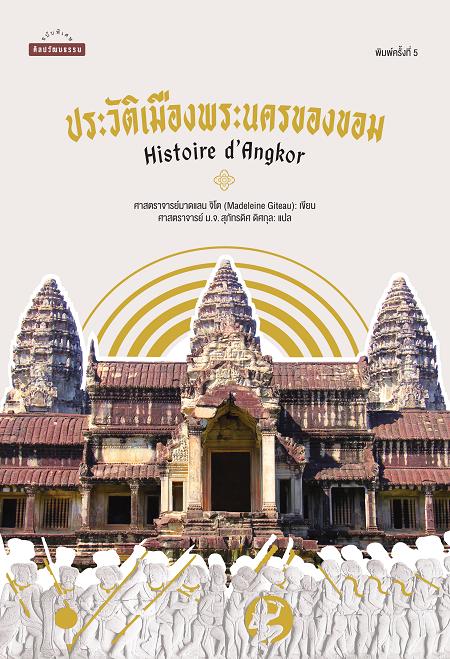 ฉบับพิเศษ
ศิลปวัฒนธรรม
พิมพ์ครั้งที่ 5
ประวัติเมืองพระนครของขอม
Histoire d'Angkor
ศาสตราจารย์มาดแลน จิโต (Madeleine Giteau): เขียน
ศาสตราจารย์ ม.จ. สุภัทรดิศ ดิศกุล: แปล